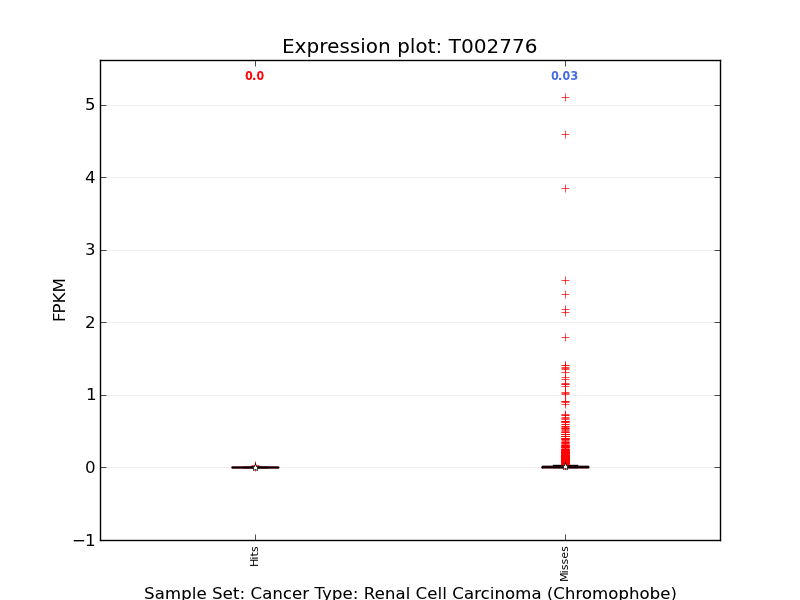 Expression plot: T002776
0.0
0.03
5
4
3
2
1
0
−1
FPKM
Hits
Misses
Sample Set: Cancer Type: Renal Cell Carcinoma (Chromophobe)